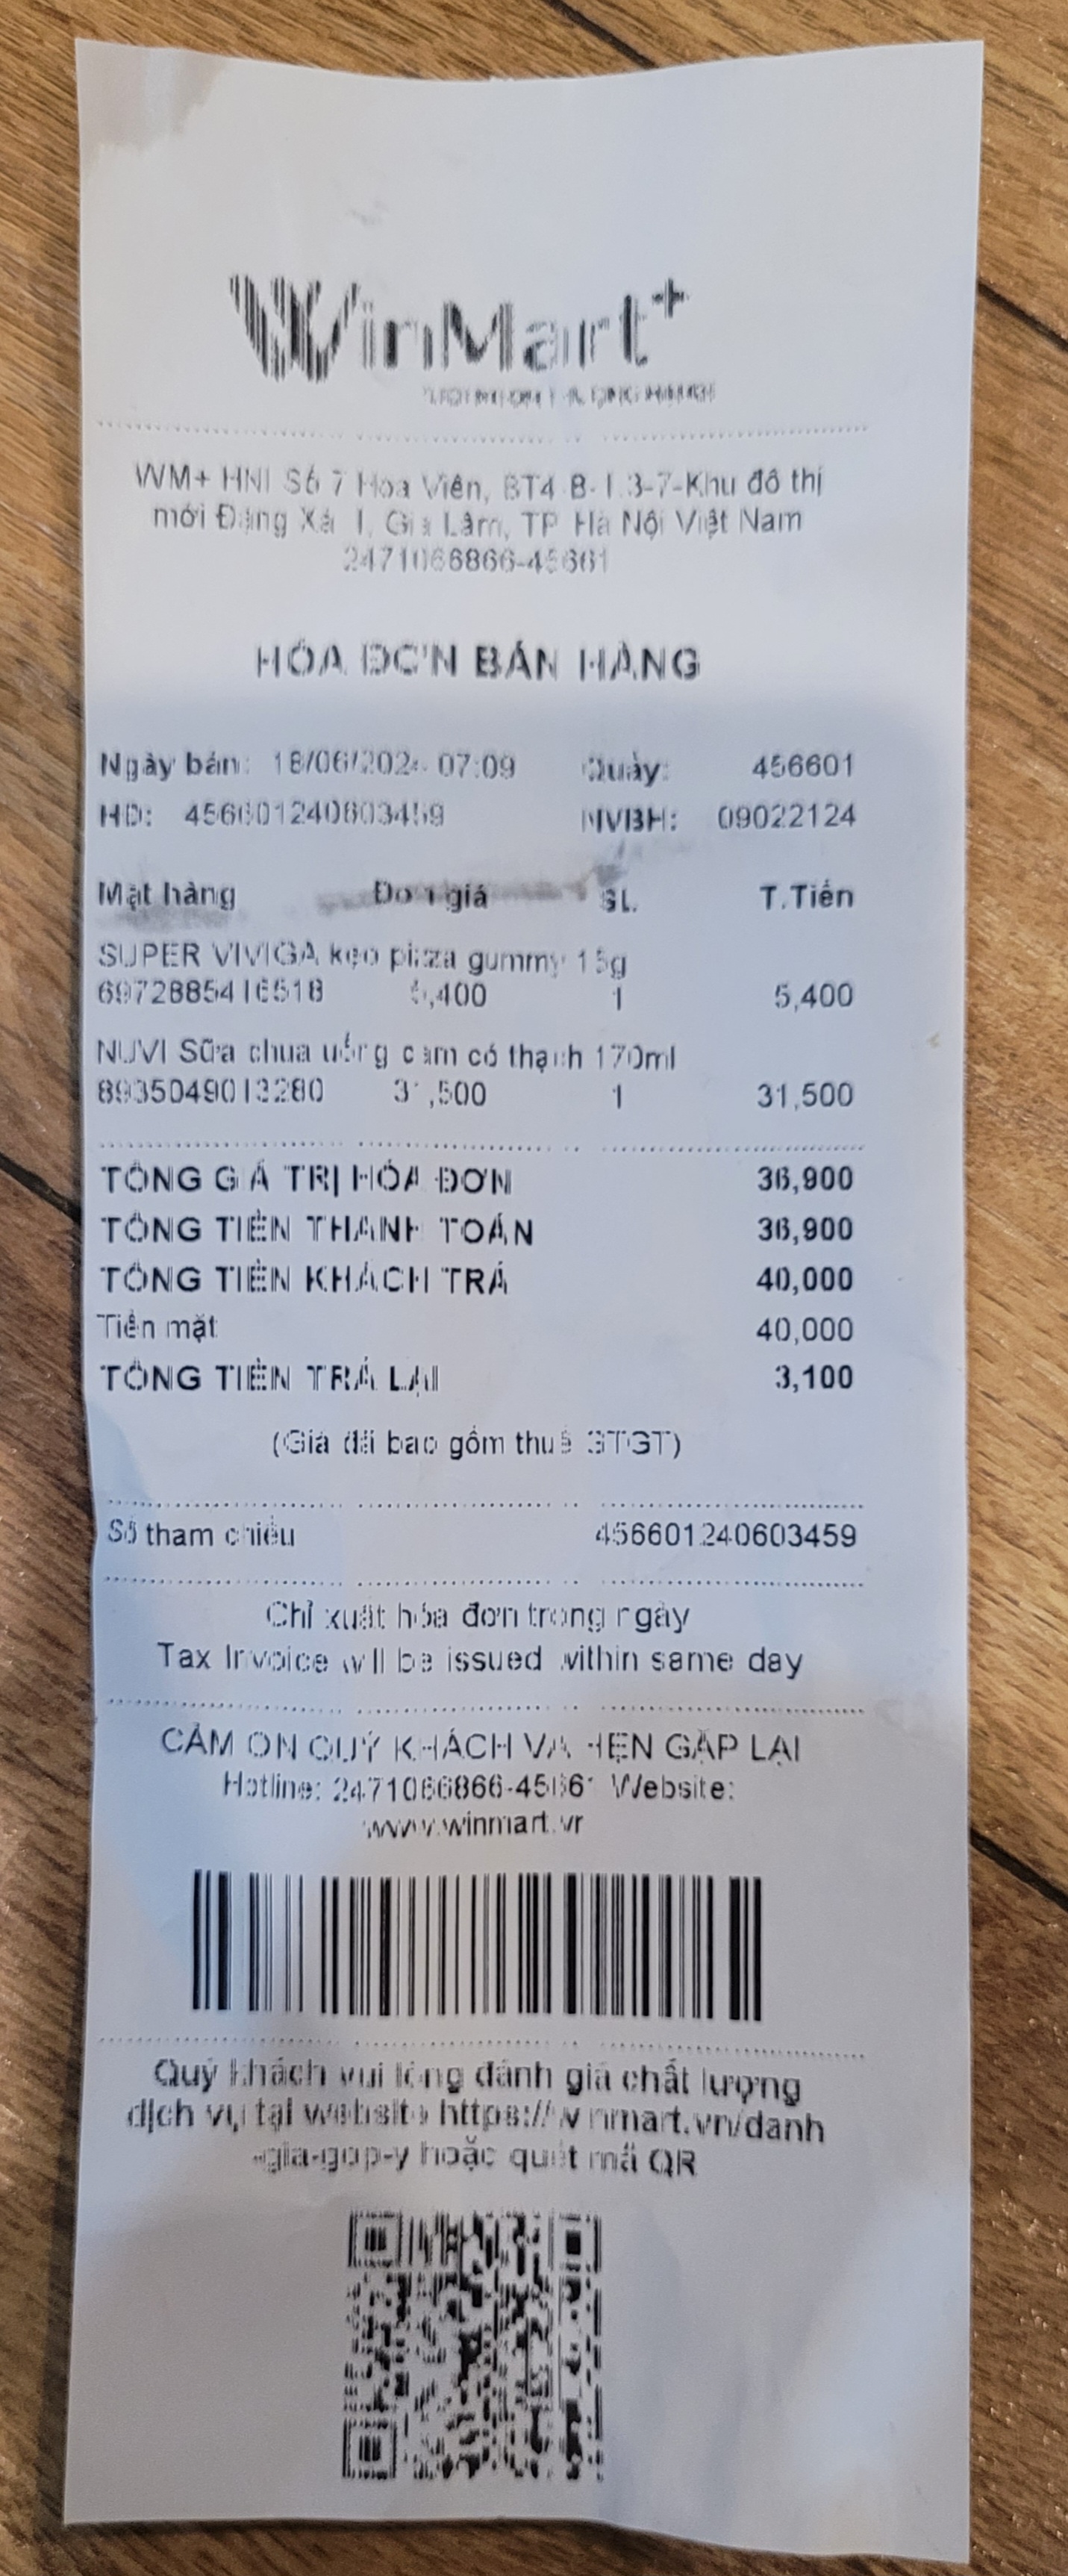 WinMart+
WM+ HNI Số 7 Hoa Viên, BT4 B- 3-7-Khu đô thị
mới Đặng Xá I, Gia Lâm, TP Hà Nội Việt Nam
2471066866-45661
HÓA ĐƠN BÁN HÀNG
Ngày bán: 18/06/2024 07:09 Quày: 456601
HD: 456601240603459 NVBH: 09022124
Mặt hàng Đơn giá SL. T.Tiền
SUPER VIVIGA kẹo pizza gummy 15g
6972885416518 5,400 1 5,400
NUVI Sữa chua uống cam có thạch 170ml
8935049013280 31,500 1 31,500
TỔNG GIÁ TRỊ HÓA ĐƠN 36,900
TỔNG TIỀN THANH TOÁN 36,900
TỔNG TIỀN KHÁCH TRẢ 40,000
Tiền mặt 40,000
TỔNG TIỀN TRẢ LẠI 3,100
(Giá đã bao gồm thuế GTGT)
Số tham chiếu 456601240603459
Chỉ xuất hóa đơn trong ngày
Tax Invoice will be issued within same day
CẢM ƠN QUÝ KHÁCH VÀ HẸN GẶP LẠI
Hotline: 2471066866-45661 Website:
www.winmart.vn
Quý khách vui lòng đánh giá chất lượng
dịch vụ tại website https://winmart.vn/danh
-gia-gop-y hoặc quét mã QR